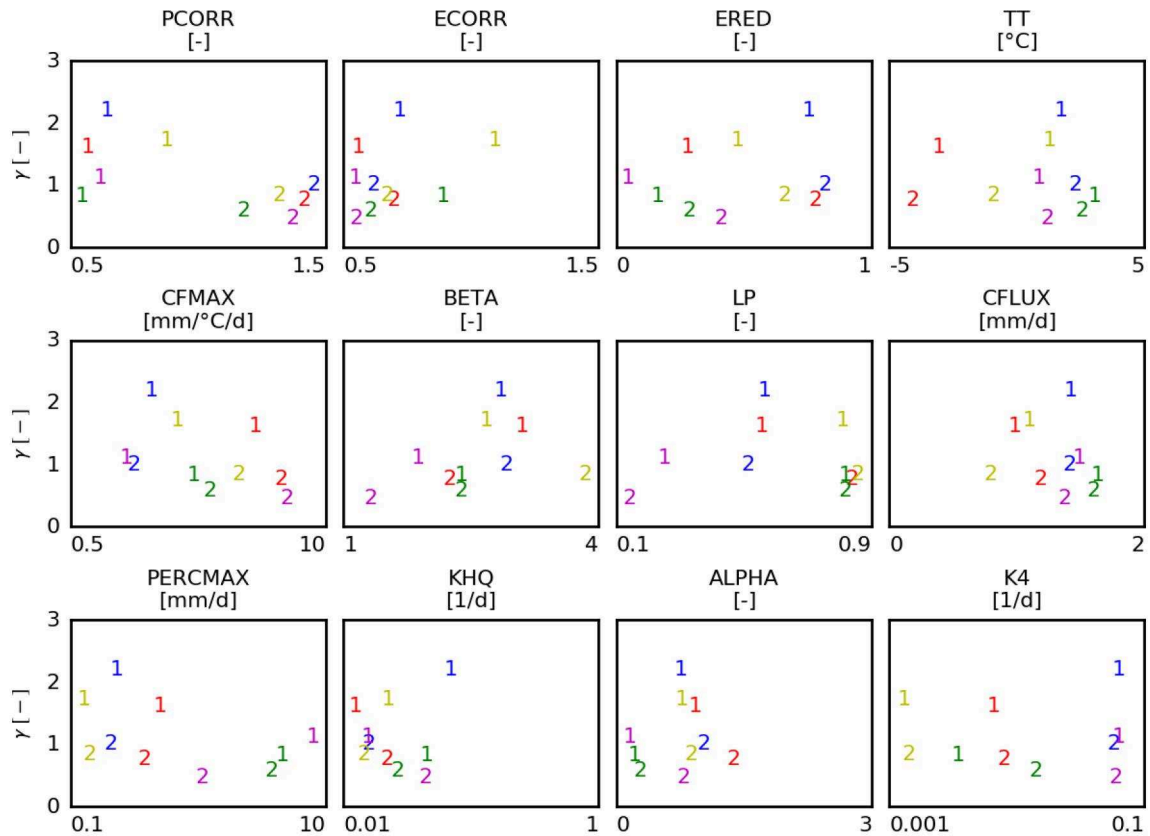 PCORR ECORR ERED TT
[-] [-] [-] [°C]
3
1 1 1 1
2
1 1 1 1
1 1 1 1
γ [−] 1 1 1 1
1
2 2 2 2
1 2 2 1 2 1 2 2 2 2 1
2 2 2 2
2 2 2 2
0
0.5 1.5 0.5 1.5 0 1 -5 5
CFMAX BETA LP CFLUX
[mm/°C/d] [-] [-] [mm/d]
3
1 1 1 1
2
1 1 1 1
1 1 1 1
γ [−] 1 1 1 1
1
2 2 2 2
1 2 2 1 2 2 1 2 2 2 2 1
2 2 2 2
2 2 2 2
0
0.5 10 1 4 0.1 0.9 0 2
PERCMAX KHQ ALPHA K4
[mm/d] [1/d] [-] [1/d]
3
1 1 1 1
2
1 1 1 1
1 1 1 1
γ [−] 1 1 1 1
1
2 2 2 2
2 2 1 2 2 1 1 2 2 2 1 2
2 2 2 2
2 2 2 2
0
0.1 10 0.01 1 0 3 0.001 0.1